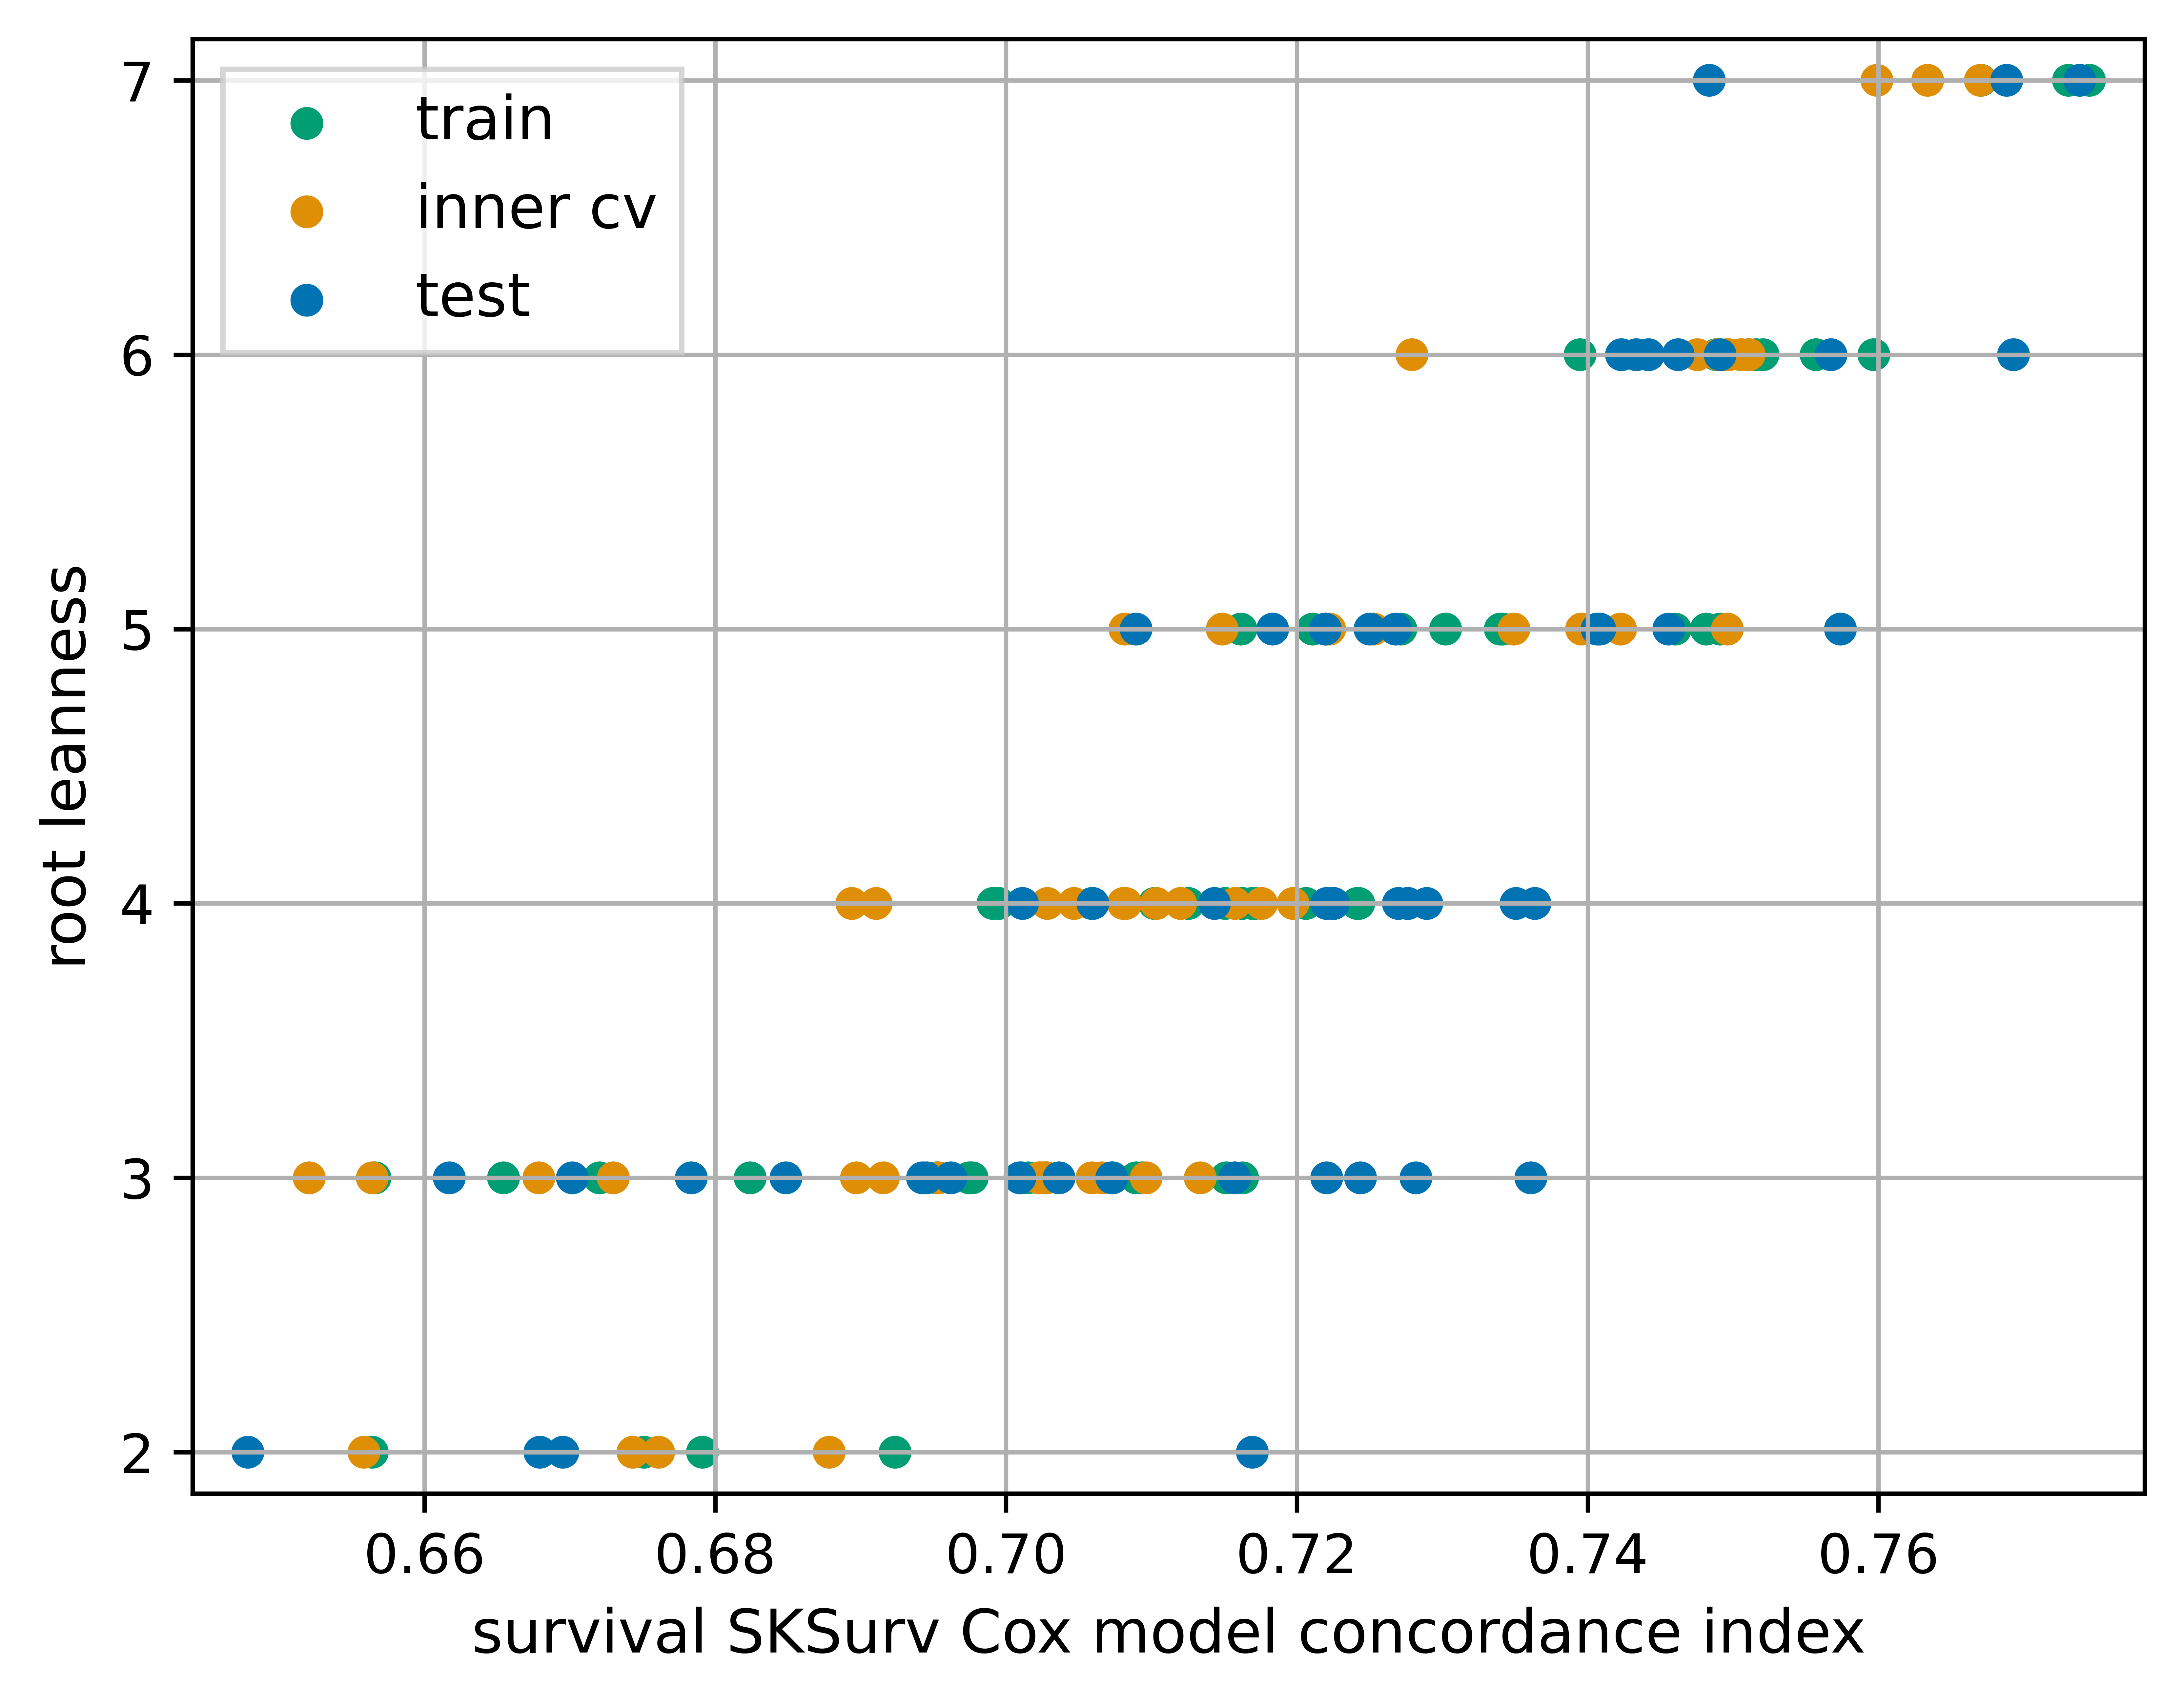 7
6
5
4
3
2
root leanness
train
inner cv
test
0.66
0.68
0.70
0.72
0.74
0.76
survival SKSurv Cox model concordance index